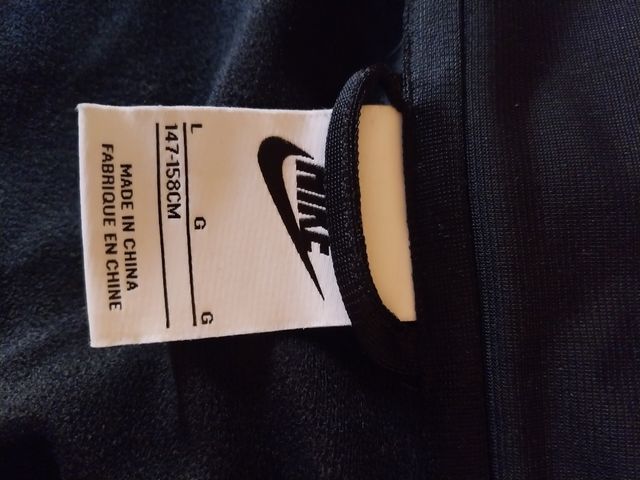 NIKE
L G G
147-158CM
MADE IN CHINA
FABRIQUE EN CHINE